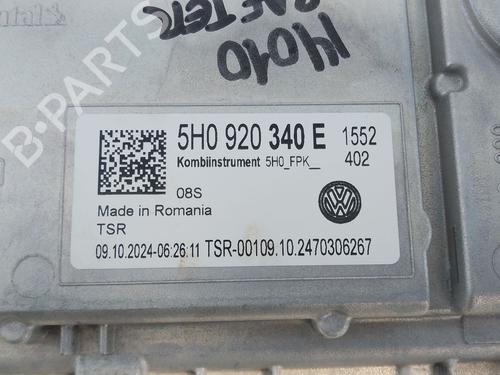 14010
5H0 920 340 E 1552
Kombiinstrument 5H0_FPK__ 402
08S
Made in Romania
TSR
09.10.2024-06:26:11 TSR-00109.10.2470306267
B-PARTS